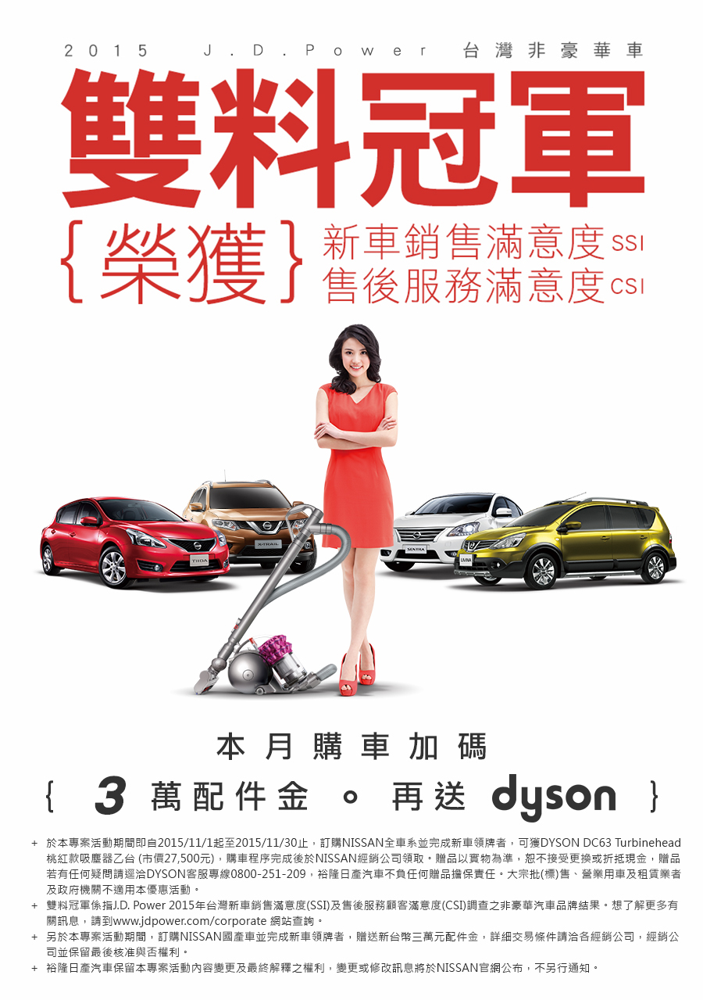 2015 J.D.Power 台灣非豪華車
雙料冠軍
{榮獲} 新車銷售滿意度SSI
售後服務滿意度CSI
TIIDA
X-TRAIL
SENTRA
LIVINA
本月購車加碼
{ 3萬配件金。再送 dyson }
+ 於本專案活動期間即自2015/11/1起至2015/11/30止，訂購NISSAN全車系並完成新車領牌者，可獲DYSON DC63 Turbinehead
桃紅款吸塵器乙台 (市價27,500元)，購車程序完成後於NISSAN經銷公司領取。贈品以實物為準，恕不接受更換或折抵現金，贈品
若有任何疑問請逕洽DYSON客服專線0800-251-209，裕隆日產汽車不負任何贈品擔保責任。大宗批(標)售、營業用車及租賃業者
及政府機關不適用本優惠活動。
+ 雙料冠軍係指J.D. Power 2015年台灣新車銷售滿意度(SSI)及售後服務顧客滿意度(CSI)調查之非豪華汽車品牌結果。想了解更多有
關訊息，請到www.jdpower.com/corporate 網站查詢。
+ 另於本專案活動期間，訂購NISSAN國產車並完成新車領牌者，贈送新台幣三萬元配件金，詳細交易條件請洽各經銷公司，經銷公
司並保留最後核准與否權利。
+ 裕隆日產汽車保留本專案活動內容變更及最終解釋之權利，變更或修改訊息將於NISSAN官網公布，不另行通知。